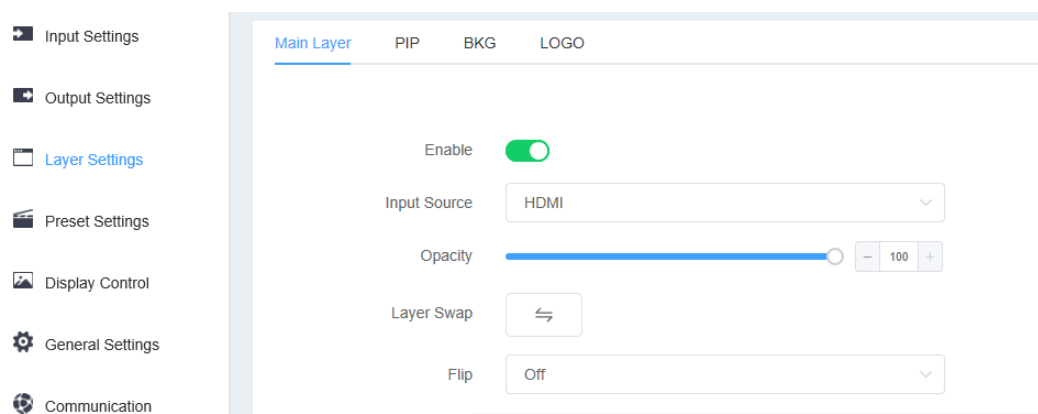 Input Settings
Output Settings
Layer Settings
Preset Settings
Display Control
General Settings
Communication
Main Layer PIP BKG LOGO
Enable
Input Source HDMI
Opacity − 100 +
Layer Swap
Flip Off